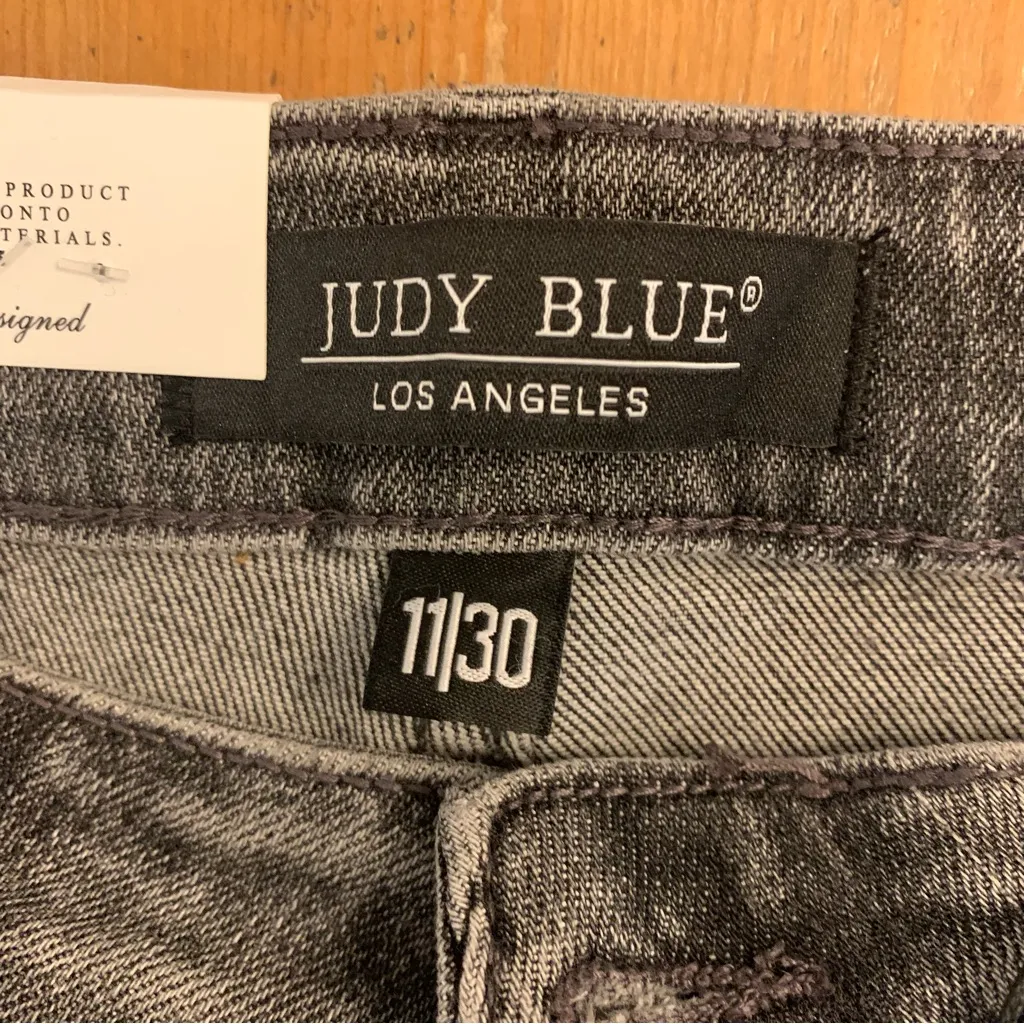 PRODUCT
ONTO
TERIALS.
signed
JUDY BLUE®
LOS ANGELES
11|30